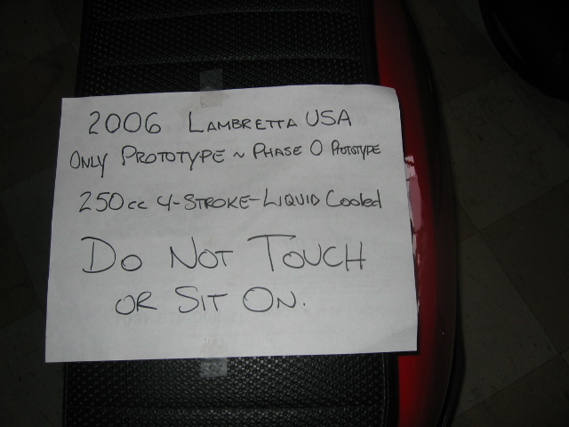 2006 LAMBRETTA USA
ONLY PROTOTYPE ~ PHASE 0 PROTOTYPE
250cc 4-STROKE-LIQUID COOLED
DO NOT TOUCH
OR SIT ON.